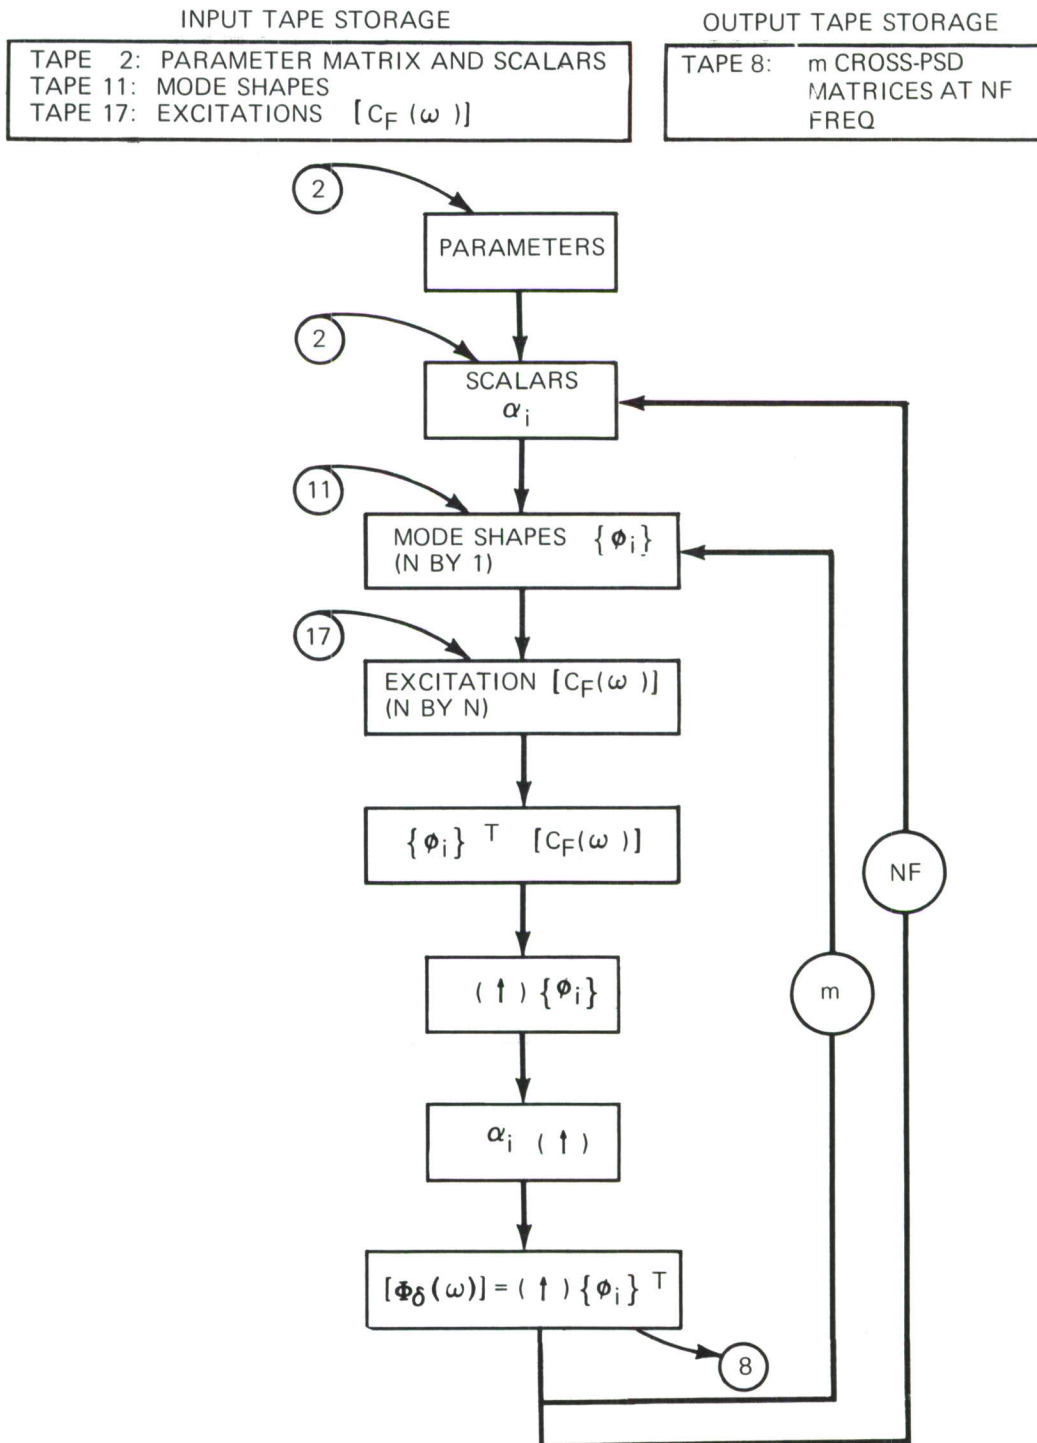 INPUT TAPE STORAGE
TAPE 2: PARAMETER MATRIX AND SCALARS
TAPE 11: MODE SHAPES
TAPE 17: EXCITATIONS [C_F(ω)]
OUTPUT TAPE STORAGE
TAPE 8: m CROSS-PSD
MATRICES AT NF
FREQ
2
PARAMETERS
2
SCALARS
α_i
11
MODE SHAPES {ϕ_i}
(N BY 1)
17
EXCITATION [C_F(ω)]
(N BY N)
{ϕ_i}^T [C_F(ω)]
NF
(↑){ϕ_i}
m
α_i (↑)
[Φ_δ(ω)] = (↑){ϕ_i}^T
8